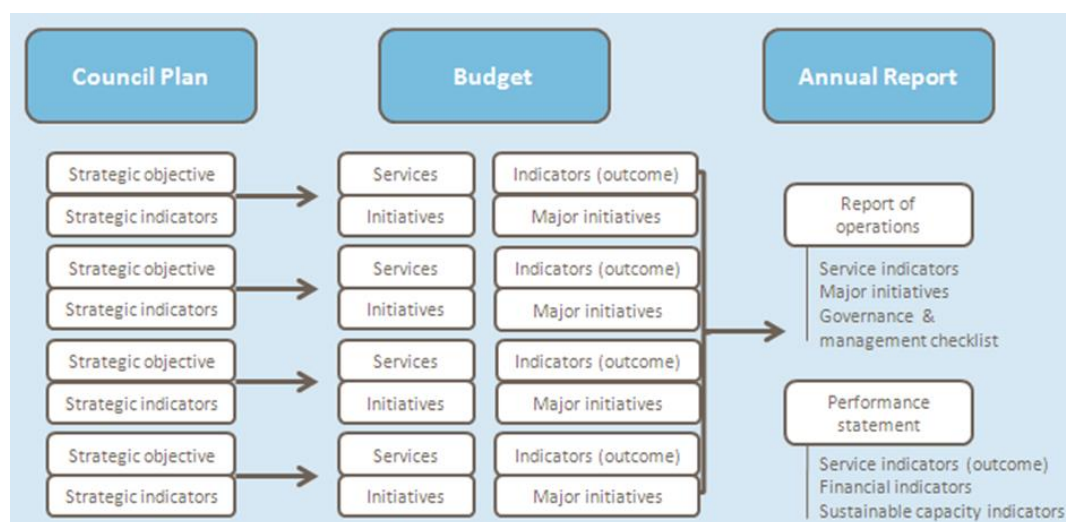 Council Plan
Budget
Annual Report
Strategic objective
Strategic indicators
Services
Initiatives
Indicators (outcome)
Major initiatives
Strategic objective
Strategic indicators
Services
Initiatives
Indicators (outcome)
Major initiatives
Strategic objective
Strategic indicators
Services
Initiatives
Indicators (outcome)
Major initiatives
Strategic objective
Strategic indicators
Services
Initiatives
Indicators (outcome)
Major initiatives
Report of
operations
Service indicators
Major initiatives
Governance &
management checklist
Performance
statement
Service indicators (outcome)
Financial indicators
Sustainable capacity indicators